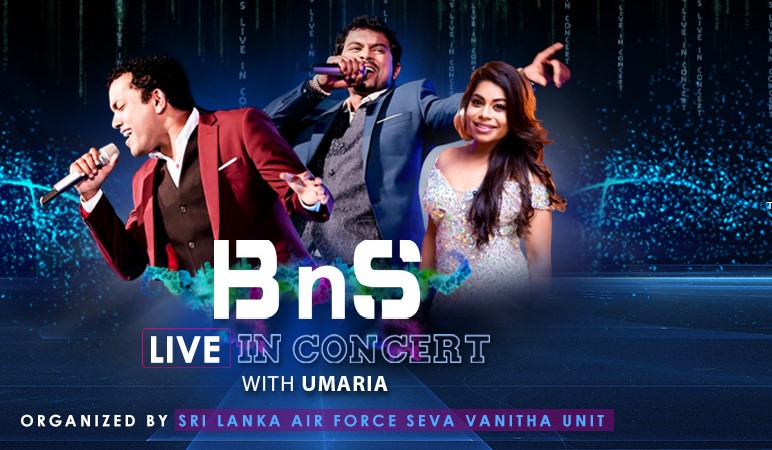 BnS
LIVE IN CONCERT
WITH UMARIA
ORGANIZED BY SRI LANKA AIR FORCE SEVA VANITHA UNIT